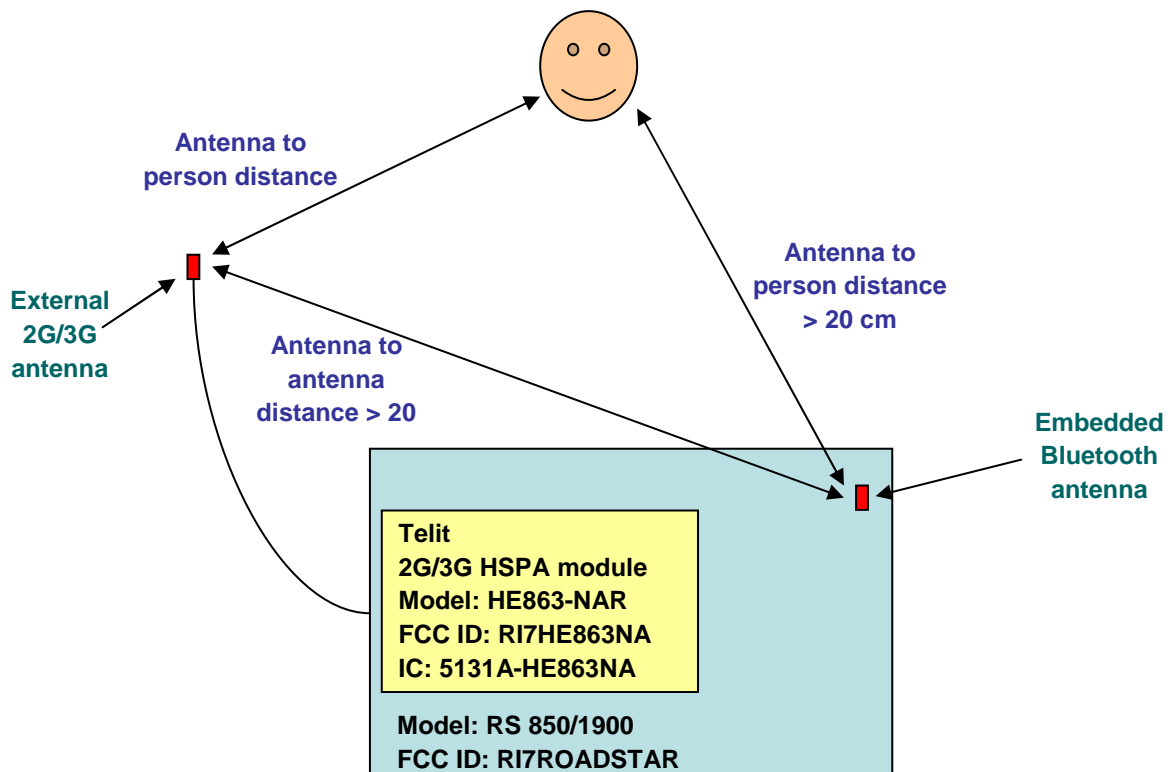 Antenna to
person distance
Antenna to
person distance
> 20 cm
External
2G/3G
antenna
Antenna to
antenna
distance > 20
Embedded
Bluetooth
antenna
Telit
2G/3G HSPA module
Model: HE863-NAR
FCC ID: RI7HE863NA
IC: 5131A-HE863NA
Model: RS 850/1900
FCC ID: RI7ROADSTAR